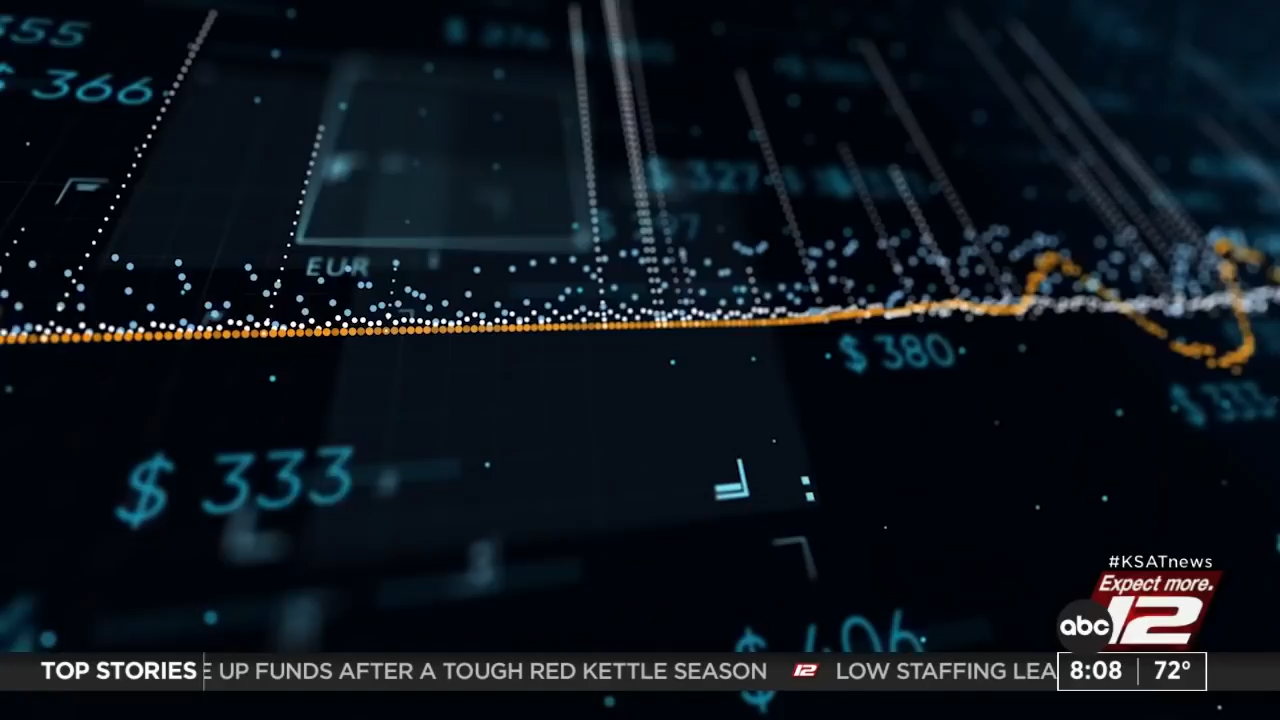 $ 366
EUR
$ 380
$ 333
$ 333
#KSATnews
Expect more.
abc 12
TOP STORIES E UP FUNDS AFTER A TOUGH RED KETTLE SEASON 12 LOW STAFFING LEA 8:08 72°